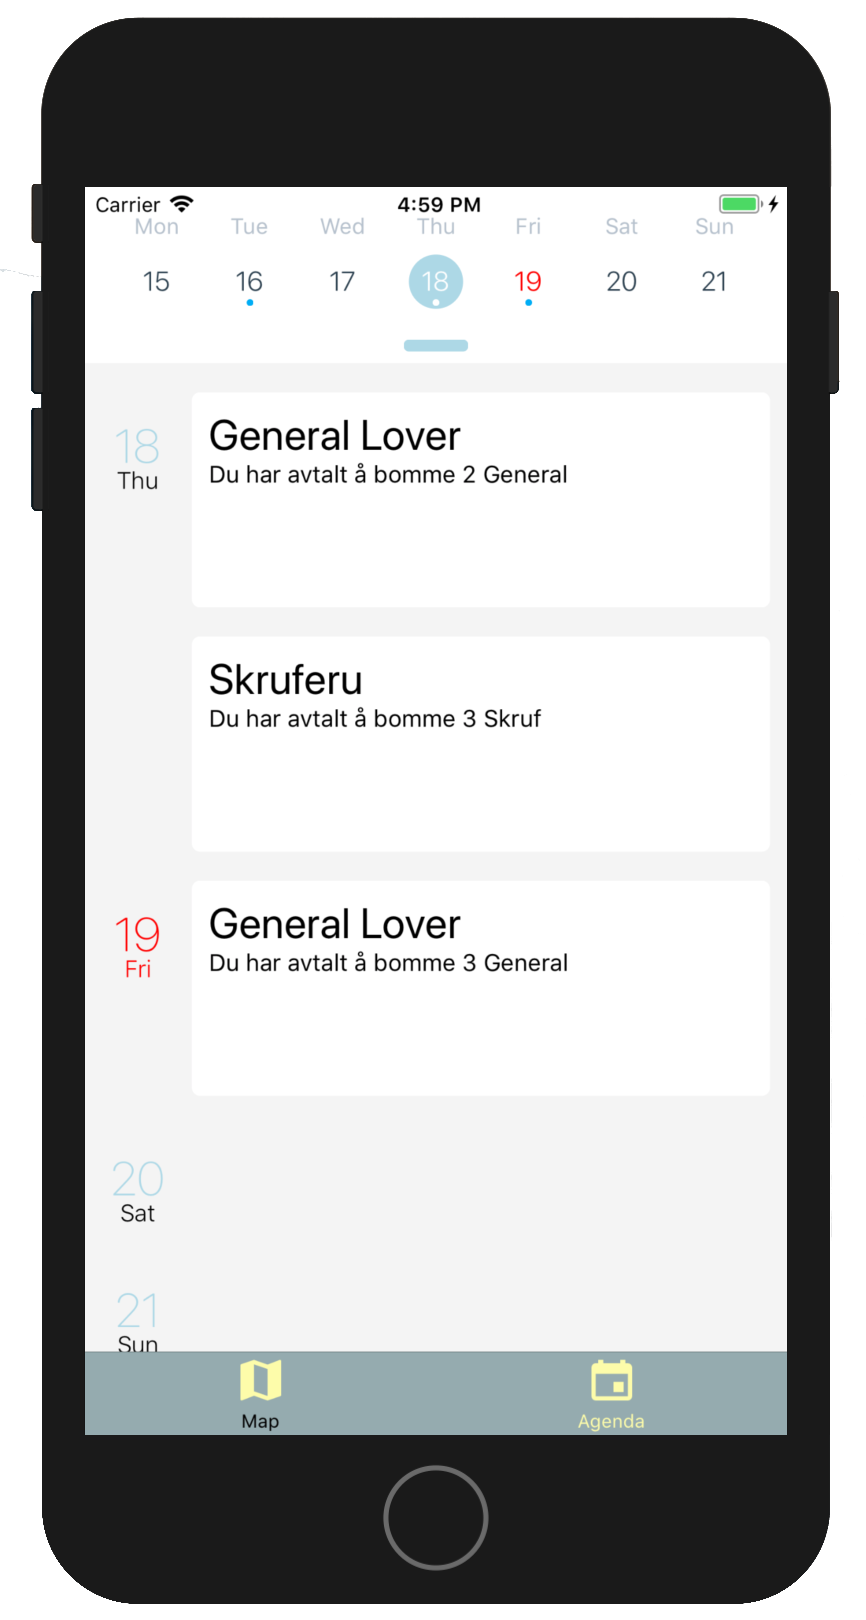 Carrier 4:59 PM
Mon Tue Wed Thu Fri Sat Sun
15 16 17 18 19 20 21
18
Thu
General Lover
Du har avtalt å bomme 2 General
Skruferu
Du har avtalt å bomme 3 Skruf
19
Fri
General Lover
Du har avtalt å bomme 3 General
20
Sat
21
Sun
Map Agenda